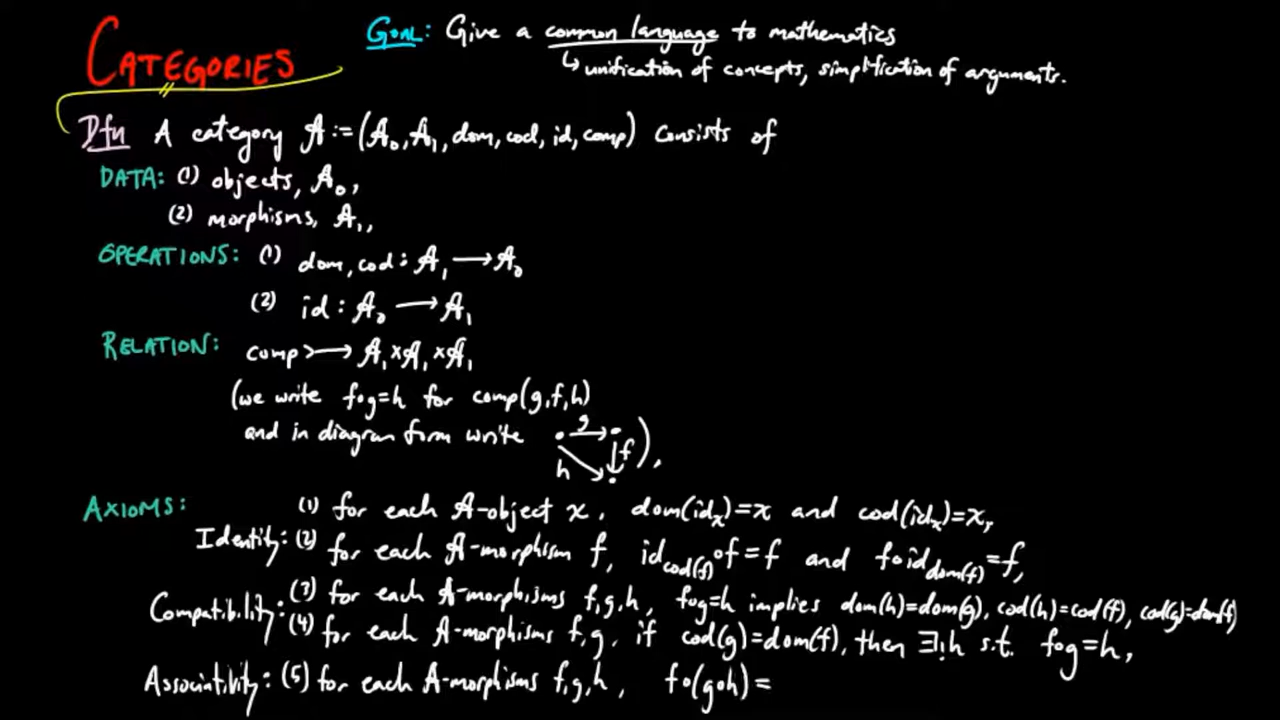 CATEGORIES
GOAL: Give a common language to mathematics
↳ unification of concepts, simplification of arguments.
Dfn A category 𝒜 := (𝒜₀, 𝒜₁, dom, cod, id, comp) consists of
DATA: (1) objects, 𝒜₀,
(2) morphisms, 𝒜₁,
OPERATIONS: (1) dom, cod : 𝒜₁ ⟶ 𝒜₀
(2) id : 𝒜₀ ⟶ 𝒜₁
RELATION: comp >⟶ 𝒜₁ × 𝒜₁ × 𝒜₁
(we write f∘g=h for comp(g,f,h)
and in diagram form write g f h ),
AXIOMS: (1) for each 𝒜-object x, dom(id_x)=x and cod(id_x)=x,
Identity: (2) for each 𝒜-morphism f, id_cod(f)∘f=f and f∘id_dom(f)=f,
Compatibility: (3) for each 𝒜-morphisms f,g,h, f∘g=h implies dom(h)=dom(g), cod(h)=cod(f), cod(g)=dom(f)
(4) for each 𝒜-morphisms f,g, if cod(g)=dom(f), then ∃!h s.t. f∘g=h,
Associativity: (5) for each 𝒜-morphisms f,g,h, f∘(g∘h)=